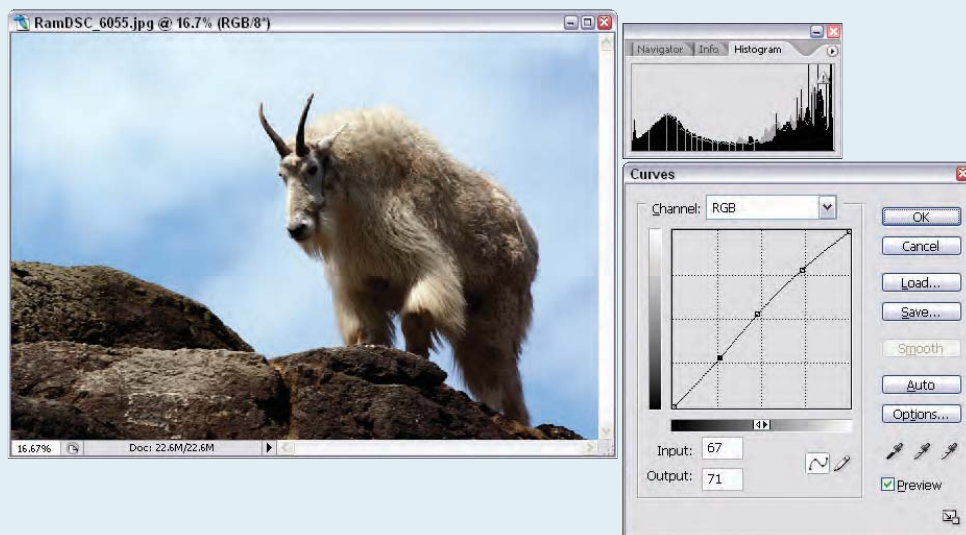 RamDSC_6055.jpg @ 16.7% (RGB/8*)
16.67% Doc: 22.6M/22.6M
Navigator Info Histogram
Curves
Channel: RGB
OK
Cancel
Load...
Save...
Smooth
Auto
Options...
Input: 67
Output: 71
Preview